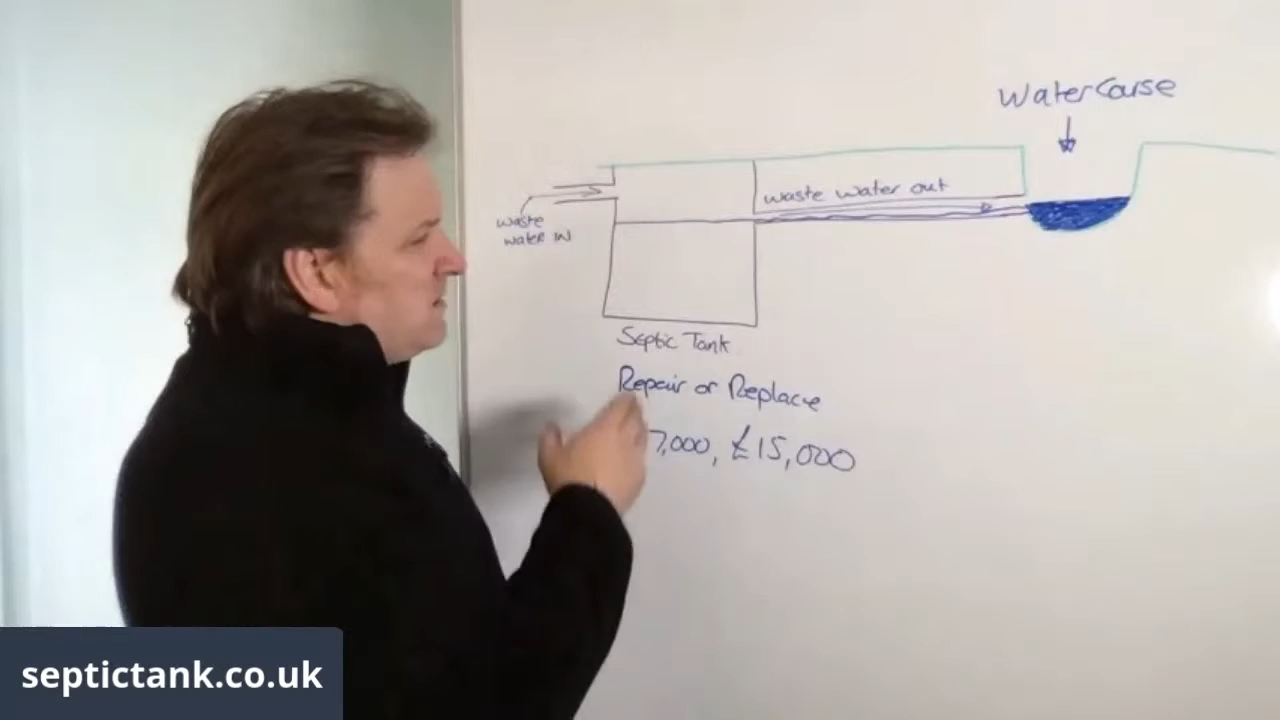 Water Course
waste water out
waste
water IN
Septic Tank
Repair or Replace
7,000, £15,000
septictank.co.uk